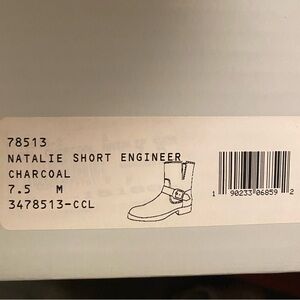 78513
NATALIE SHORT ENGINEER
CHARCOAL
7.5 M
3478513-CCL
1 90233 06859 2